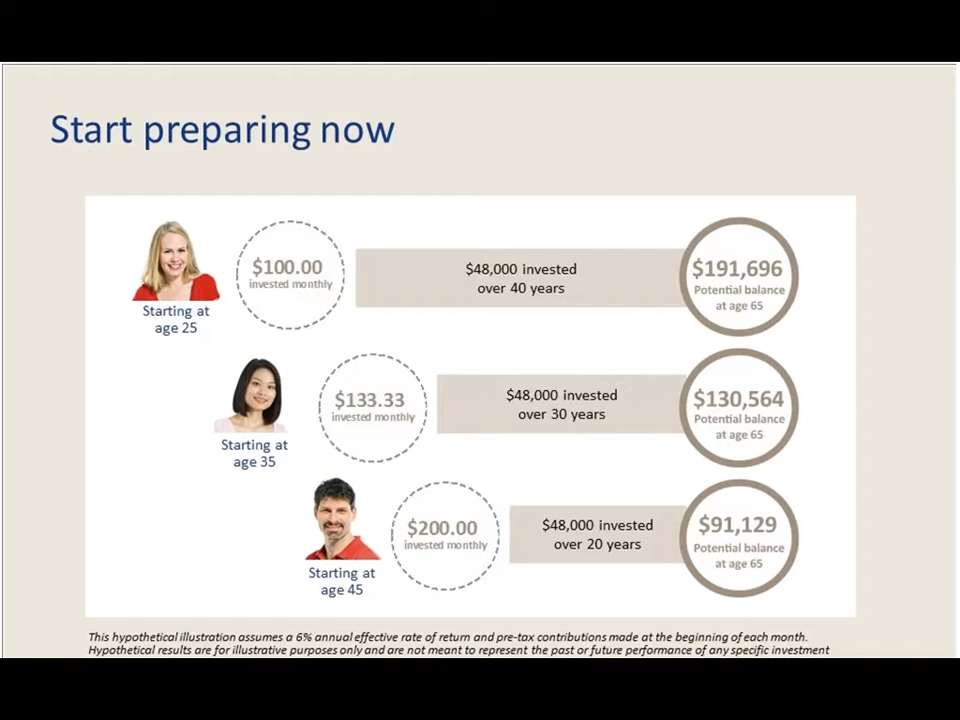 Start preparing now
$100.00
invested monthly
$48,000 invested
over 40 years
$191,696
Potential balance
at age 65
Starting at
age 25
$133.33
invested monthly
$48,000 invested
over 30 years
$130,564
Potential balance
at age 65
Starting at
age 35
$200.00
invested monthly
$48,000 invested
over 20 years
$91,129
Potential balance
at age 65
Starting at
age 45
This hypothetical illustration assumes a 6% annual effective rate of return and pre-tax contributions made at the beginning of each month.
Hypothetical results are for illustrative purposes only and are not meant to represent the past or future performance of any specific investment